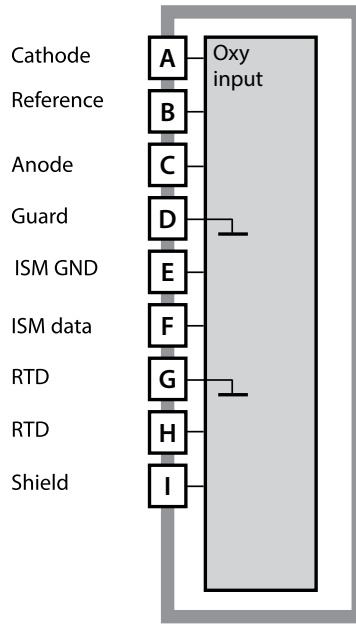 Cathode A
Oxy
input
Reference B
Anode C
Guard D
ISM GND E
ISM data F
RTD G
RTD H
Shield I